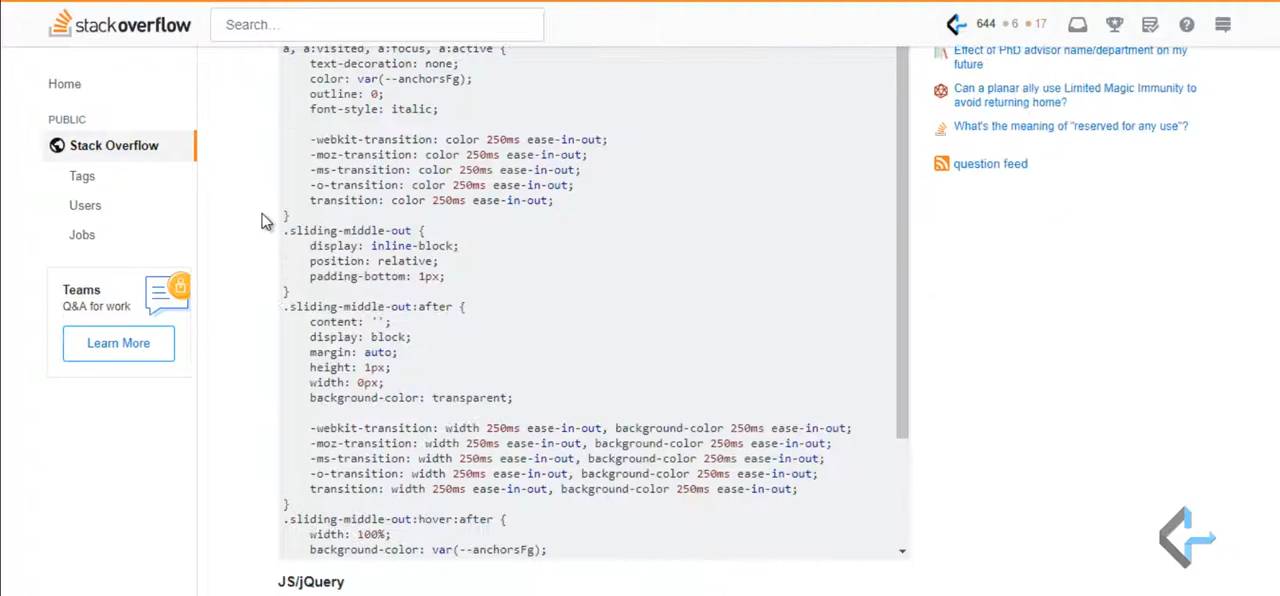 stackoverflow
Search…
644 6 17
Home
PUBLIC
Stack Overflow
Tags
Users
Jobs
Teams
Q&A for work
Learn More
a, a:visited, a:focus, a:active {
text-decoration: none;
color: var(--anchorsFg);
outline: 0;
font-style: italic;
-webkit-transition: color 250ms ease-in-out;
-moz-transition: color 250ms ease-in-out;
-ms-transition: color 250ms ease-in-out;
-o-transition: color 250ms ease-in-out;
transition: color 250ms ease-in-out;
}
.sliding-middle-out {
display: inline-block;
position: relative;
padding-bottom: 1px;
}
.sliding-middle-out:after {
content: '';
display: block;
margin: auto;
height: 1px;
width: 0px;
background-color: transparent;
-webkit-transition: width 250ms ease-in-out, background-color 250ms ease-in-out;
-moz-transition: width 250ms ease-in-out, background-color 250ms ease-in-out;
-ms-transition: width 250ms ease-in-out, background-color 250ms ease-in-out;
-o-transition: width 250ms ease-in-out, background-color 250ms ease-in-out;
transition: width 250ms ease-in-out, background-color 250ms ease-in-out;
}
.sliding-middle-out:hover:after {
width: 100%;
background-color: var(--anchorsFg);
JS/jQuery
Effect of PhD advisor name/department on my
future
Can a planar ally use Limited Magic Immunity to
avoid returning home?
What's the meaning of "reserved for any use"?
question feed